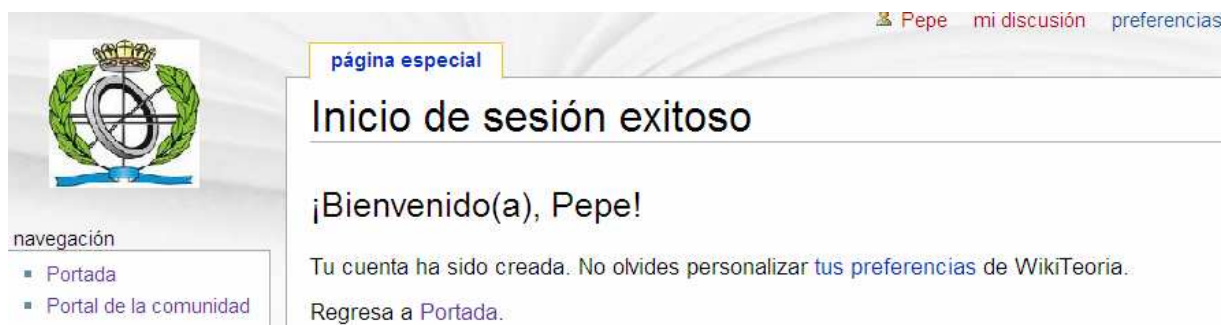 Pepe mi discusión preferencias
página especial
Inicio de sesión exitoso
¡Bienvenido(a), Pepe!
navegación
Tu cuenta ha sido creada. No olvides personalizar tus preferencias de WikiTeoria.
Portada
Portal de la comunidad
Regresa a Portada.